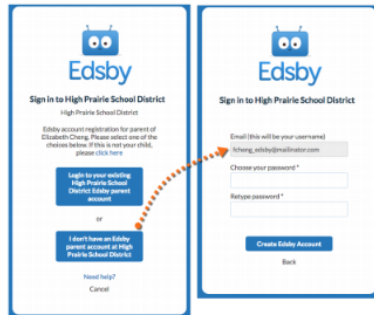 Edsby
Sign in to High Prairie School District
High Prairie School District
Edsby account registration for parent of
Elizabeth Cheng. Please select one of the
choices below. If this is not your child,
please click here
Login to your existing
High Prairie School
District Edsby parent
account
or
I don't have an Edsby
parent account at High
Prairie School District
Need help?
Cancel
Edsby
Sign in to High Prairie School District
Email (this will be your username)
fcheng_edsby@mailinator.com
Choose your password *
Retype password *
Create Edsby Account
Back